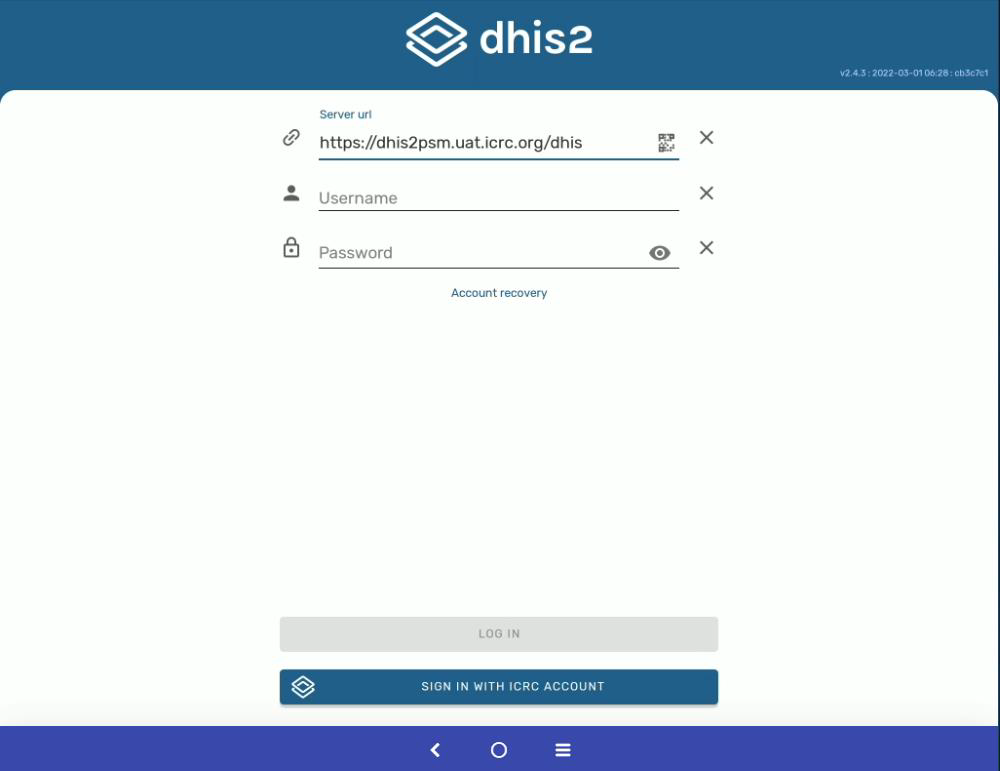 dhis2
v2.4.3 : 2022-03-01 06:28 : cb3c7c1
Server url
https://dhis2psm.uat.icrc.org/dhis
Username
Password
Account recovery
LOG IN
SIGN IN WITH ICRC ACCOUNT